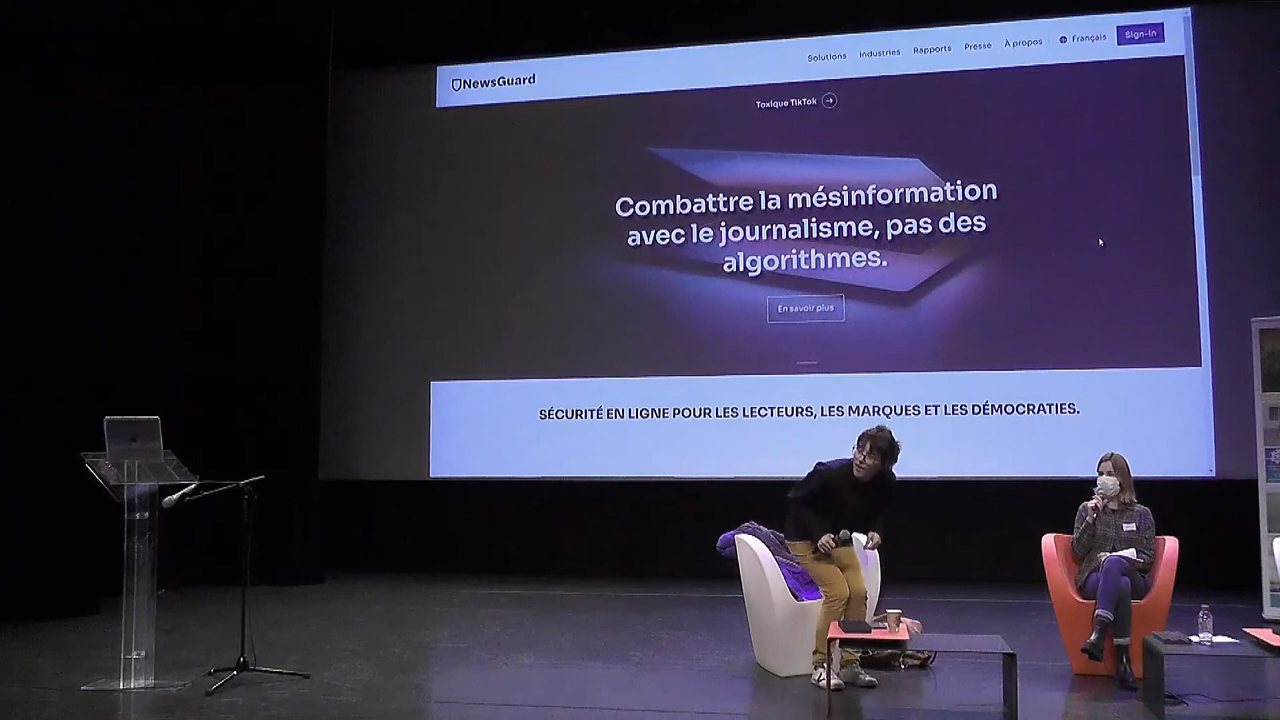 NewsGuard
Solutions Industries Rapports Presse À propos Français Sign-in
Toxique TikTok
Combattre la mésinformation
avec le journalisme, pas des
algorithmes.
En savoir plus
SÉCURITÉ EN LIGNE POUR LES LECTEURS, LES MARQUES ET LES DÉMOCRATIES.